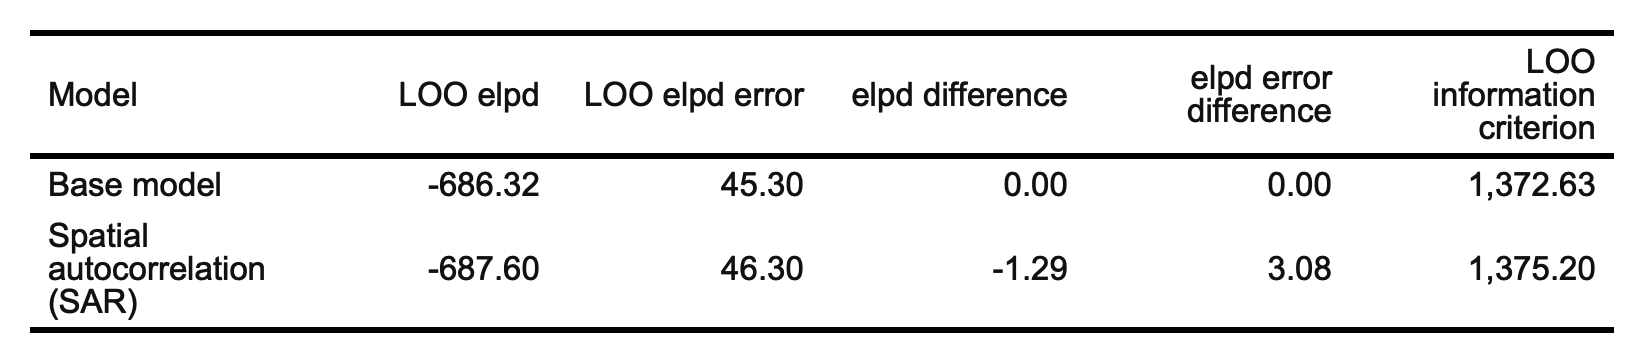 Model LOO elpd LOO elpd error elpd difference elpd error difference LOO information criterion
Base model -686.32 45.30 0.00 0.00 1,372.63
Spatial autocorrelation (SAR) -687.60 46.30 -1.29 3.08 1,375.20